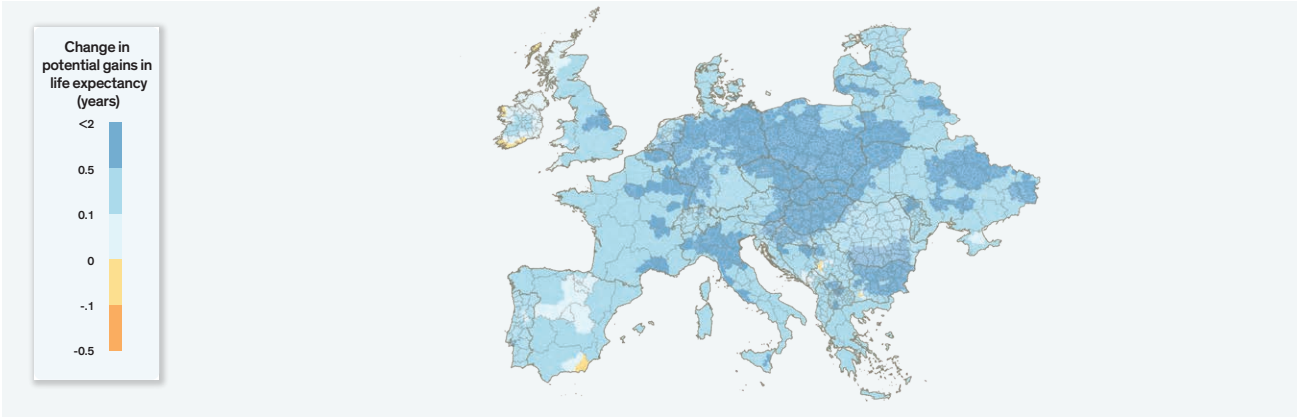 Change in
potential gains in
life expectancy
(years)
<2
0.5
0.1
0
-.1
-0.5